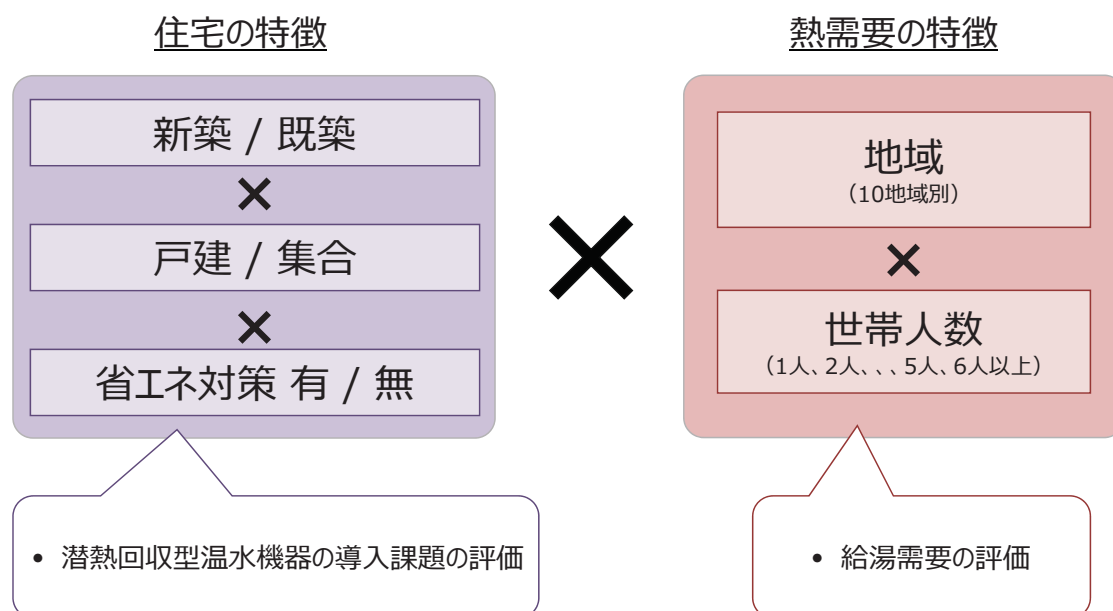 住宅の特徴
新築 / 既築
×
戸建 / 集合
×
省エネ対策 有 / 無
• 潜熱回収型温水機器の導入課題の評価
×
熱需要の特徴
地域
（10地域別）
×
世帯人数
（1人、2人、、、5人、6人以上）
• 給湯需要の評価